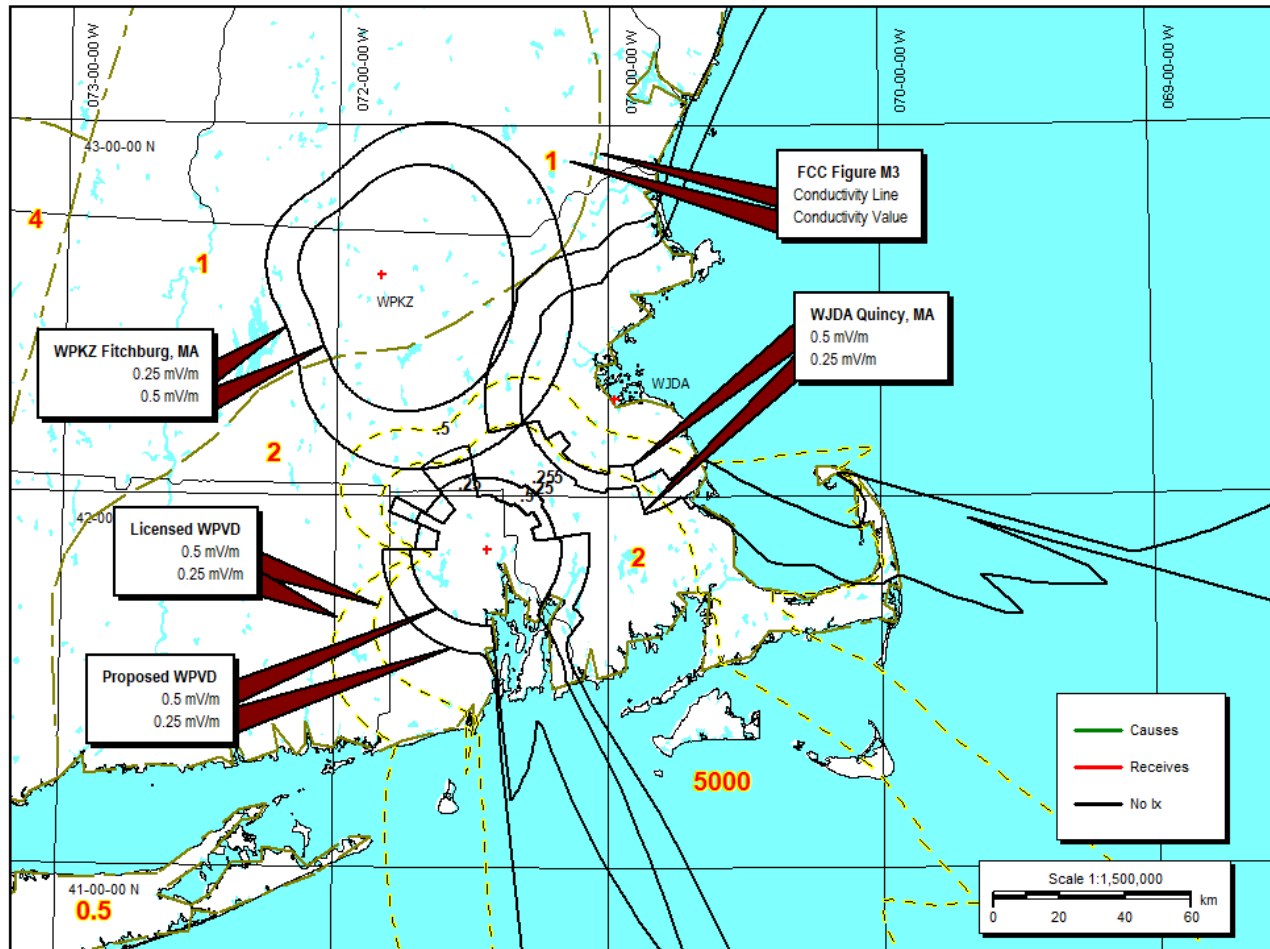 073-00-00 W
072-00-00 W
-00-00 W
070-00-00 W
069-00-00 W
43-00-00 N
1
FCC Figure M3
Conductivity Line
Conductivity Value
4
1
WPKZ
WPKZ Fitchburg, MA
0.25 mV/m
0.5 mV/m
WJDA Quincy, MA
0.5 mV/m
0.25 mV/m
WJDA
.5
2
.25
42-00
Licensed WPVD
0.5 mV/m
0.25 mV/m
2
Proposed WPVD
0.5 mV/m
0.25 mV/m
5000
Causes
Receives
No Ix
41-00-00 N
0.5
Scale 1:1,500,000
km
0 20 40 60